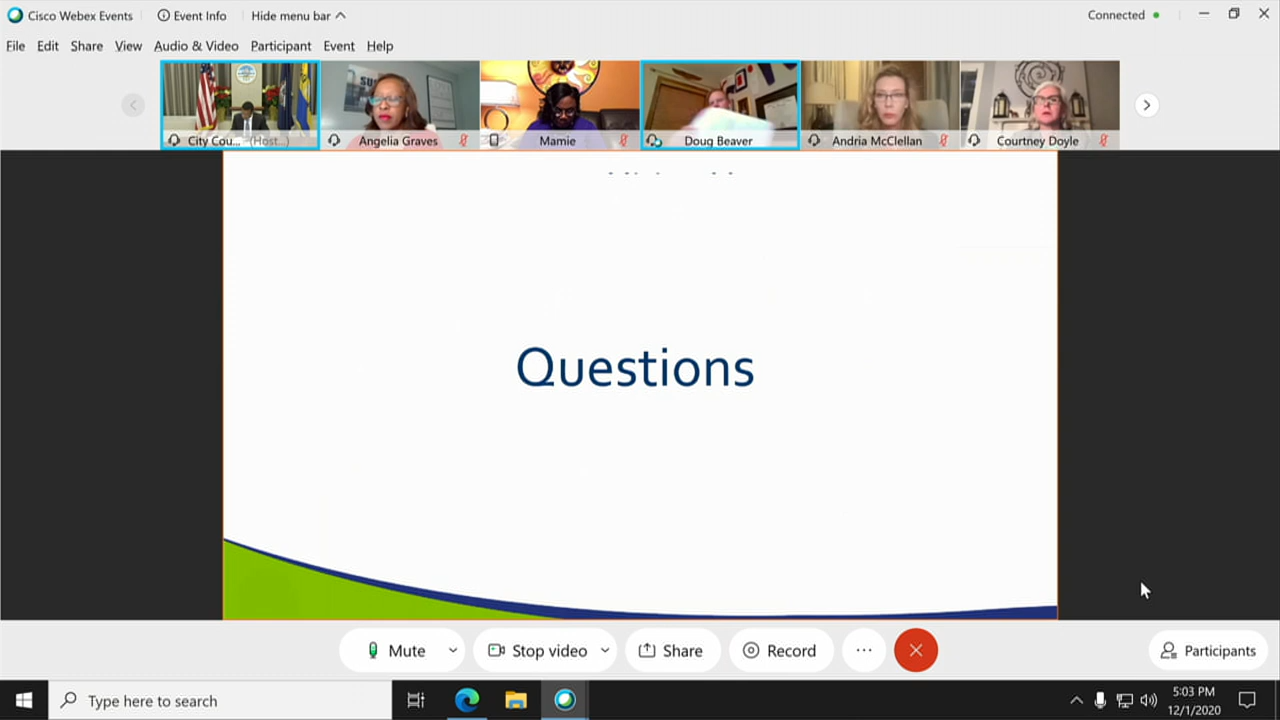 Cisco Webex Events
Event Info
Hide menu bar
Connected
File Edit Share View Audio & Video Participant Event Help
City Cou... (Host...)
Angelia Graves
Mamie
Doug Beaver
Andria McClellan
Courtney Doyle
Questions
Mute
Stop video
Share
Record
Participants
Type here to search
5:03 PM
12/1/2020